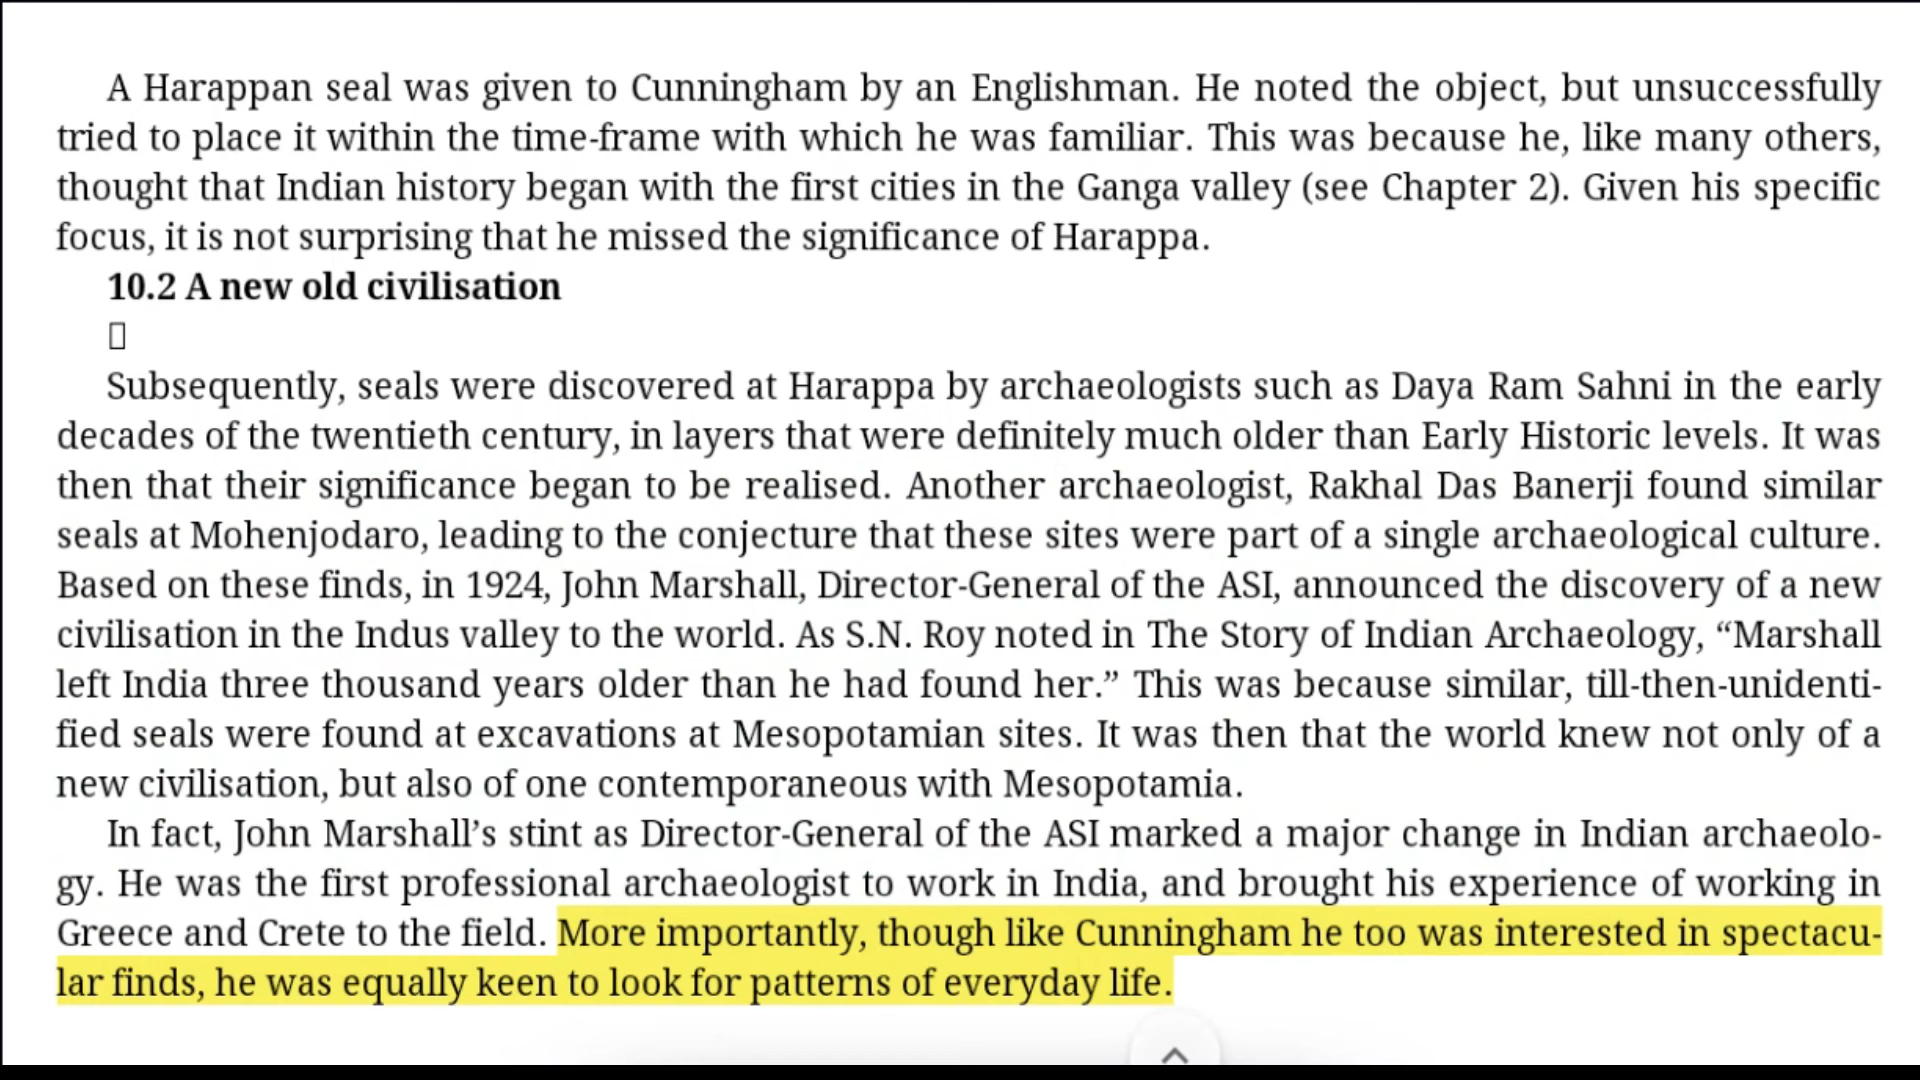 A Harappan seal was given to Cunningham by an Englishman. He noted the object, but unsuccessfully
tried to place it within the time-frame with which he was familiar. This was because he, like many others,
thought that Indian history began with the first cities in the Ganga valley (see Chapter 2). Given his specific
focus, it is not surprising that he missed the significance of Harappa.
10.2 A new old civilisation
Subsequently, seals were discovered at Harappa by archaeologists such as Daya Ram Sahni in the early
decades of the twentieth century, in layers that were definitely much older than Early Historic levels. It was
then that their significance began to be realised. Another archaeologist, Rakhal Das Banerji found similar
seals at Mohenjodaro, leading to the conjecture that these sites were part of a single archaeological culture.
Based on these finds, in 1924, John Marshall, Director-General of the ASI, announced the discovery of a new
civilisation in the Indus valley to the world. As S.N. Roy noted in The Story of Indian Archaeology, “Marshall
left India three thousand years older than he had found her.” This was because similar, till-then-unidenti-
fied seals were found at excavations at Mesopotamian sites. It was then that the world knew not only of a
new civilisation, but also of one contemporaneous with Mesopotamia.
In fact, John Marshall’s stint as Director-General of the ASI marked a major change in Indian archaeolo-
gy. He was the first professional archaeologist to work in India, and brought his experience of working in
Greece and Crete to the field. More importantly, though like Cunningham he too was interested in spectacu-
lar finds, he was equally keen to look for patterns of everyday life.